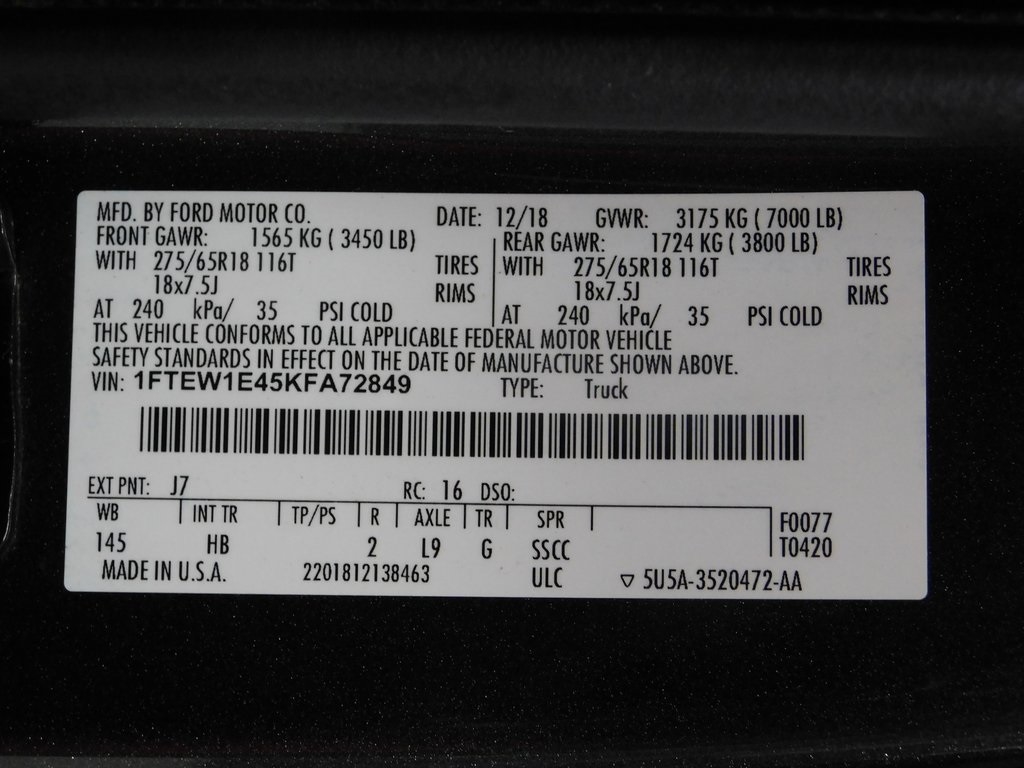 MFD. BY FORD MOTOR CO. DATE: 12/18 GVWR: 3175 KG ( 7000 LB)
FRONT GAWR: 1565 KG ( 3450 LB) REAR GAWR: 1724 KG ( 3800 LB)
WITH 275/65R18 116T TIRES WITH 275/65R18 116T TIRES
18x7.5J RIMS 18x7.5J RIMS
AT 240 kPa/ 35 PSI COLD AT 240 kPa/ 35 PSI COLD
THIS VEHICLE CONFORMS TO ALL APPLICABLE FEDERAL MOTOR VEHICLE
SAFETY STANDARDS IN EFFECT ON THE DATE OF MANUFACTURE SHOWN ABOVE.
VIN: 1FTEW1E45KFA72849 TYPE: Truck
EXT PNT: J7 RC: 16 DSO:
WB INT TR TP/PS R AXLE TR SPR F0077
145 HB 2 L9 G SSCC T0420
MADE IN U.S.A. 2201812138463 ULC ▽ 5U5A-3520472-AA